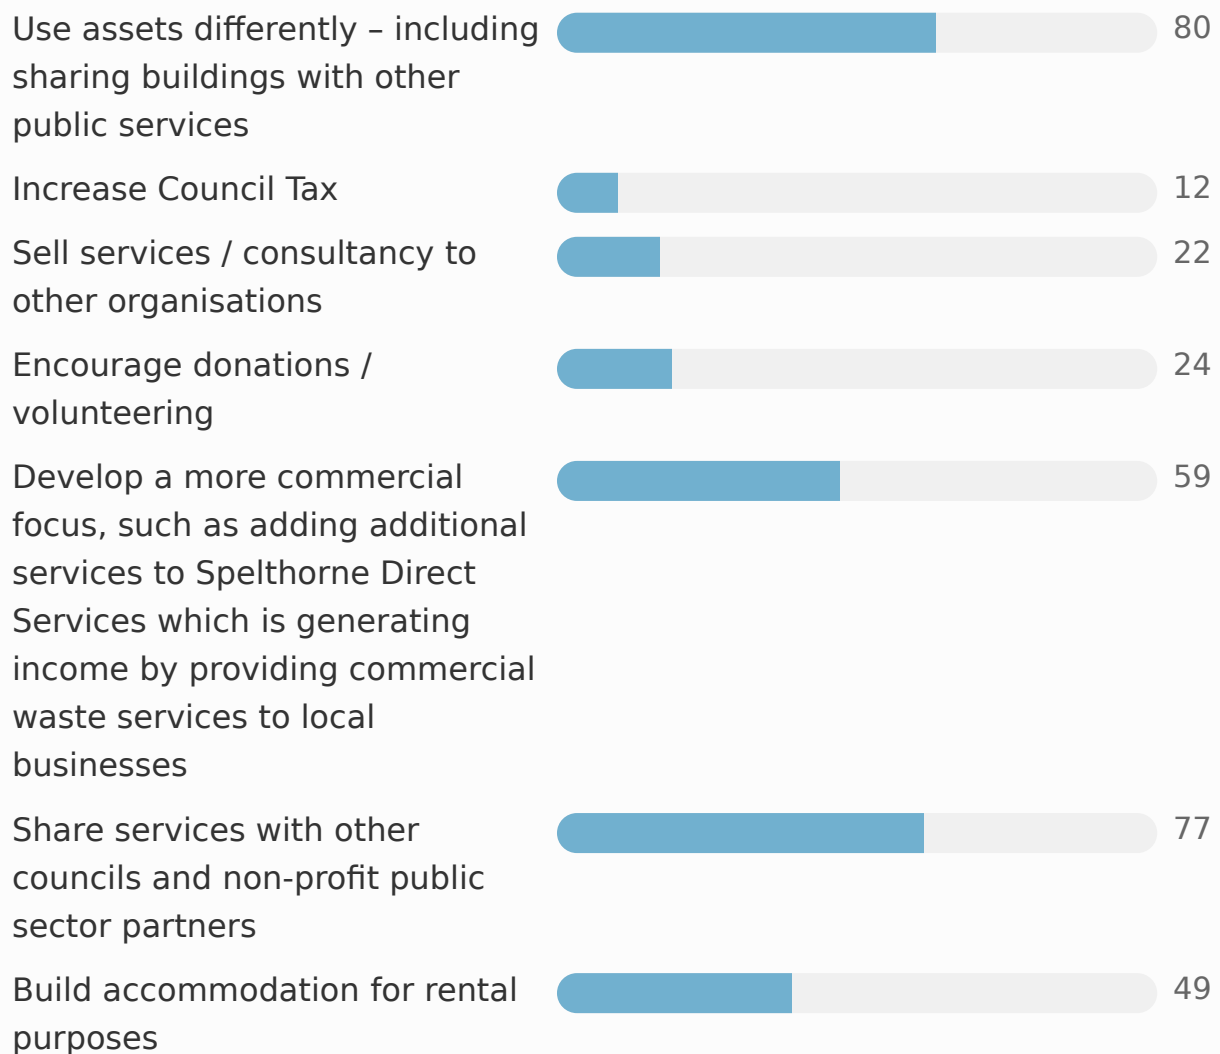 Use assets differently – including 80
sharing buildings with other
public services
Increase Council Tax 12
Sell services / consultancy to 22
other organisations
Encourage donations / 24
volunteering
Develop a more commercial 59
focus, such as adding additional
services to Spelthorne Direct
Services which is generating
income by providing commercial
waste services to local
businesses
Share services with other 77
councils and non-profit public
sector partners
Build accommodation for rental 49
purposes